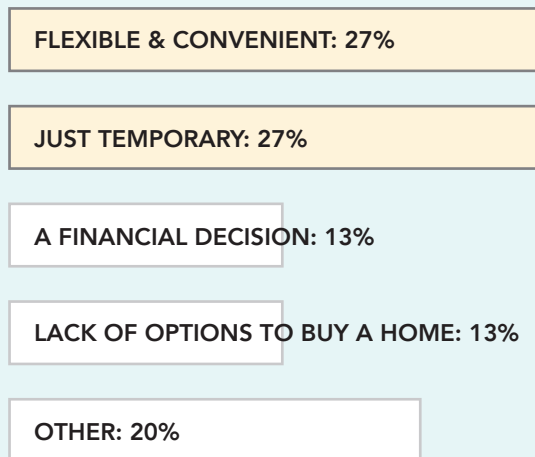 FLEXIBLE & CONVENIENT: 27%
JUST TEMPORARY: 27%
A FINANCIAL DECISION: 13%
LACK OF OPTIONS TO BUY A HOME: 13%
OTHER: 20%